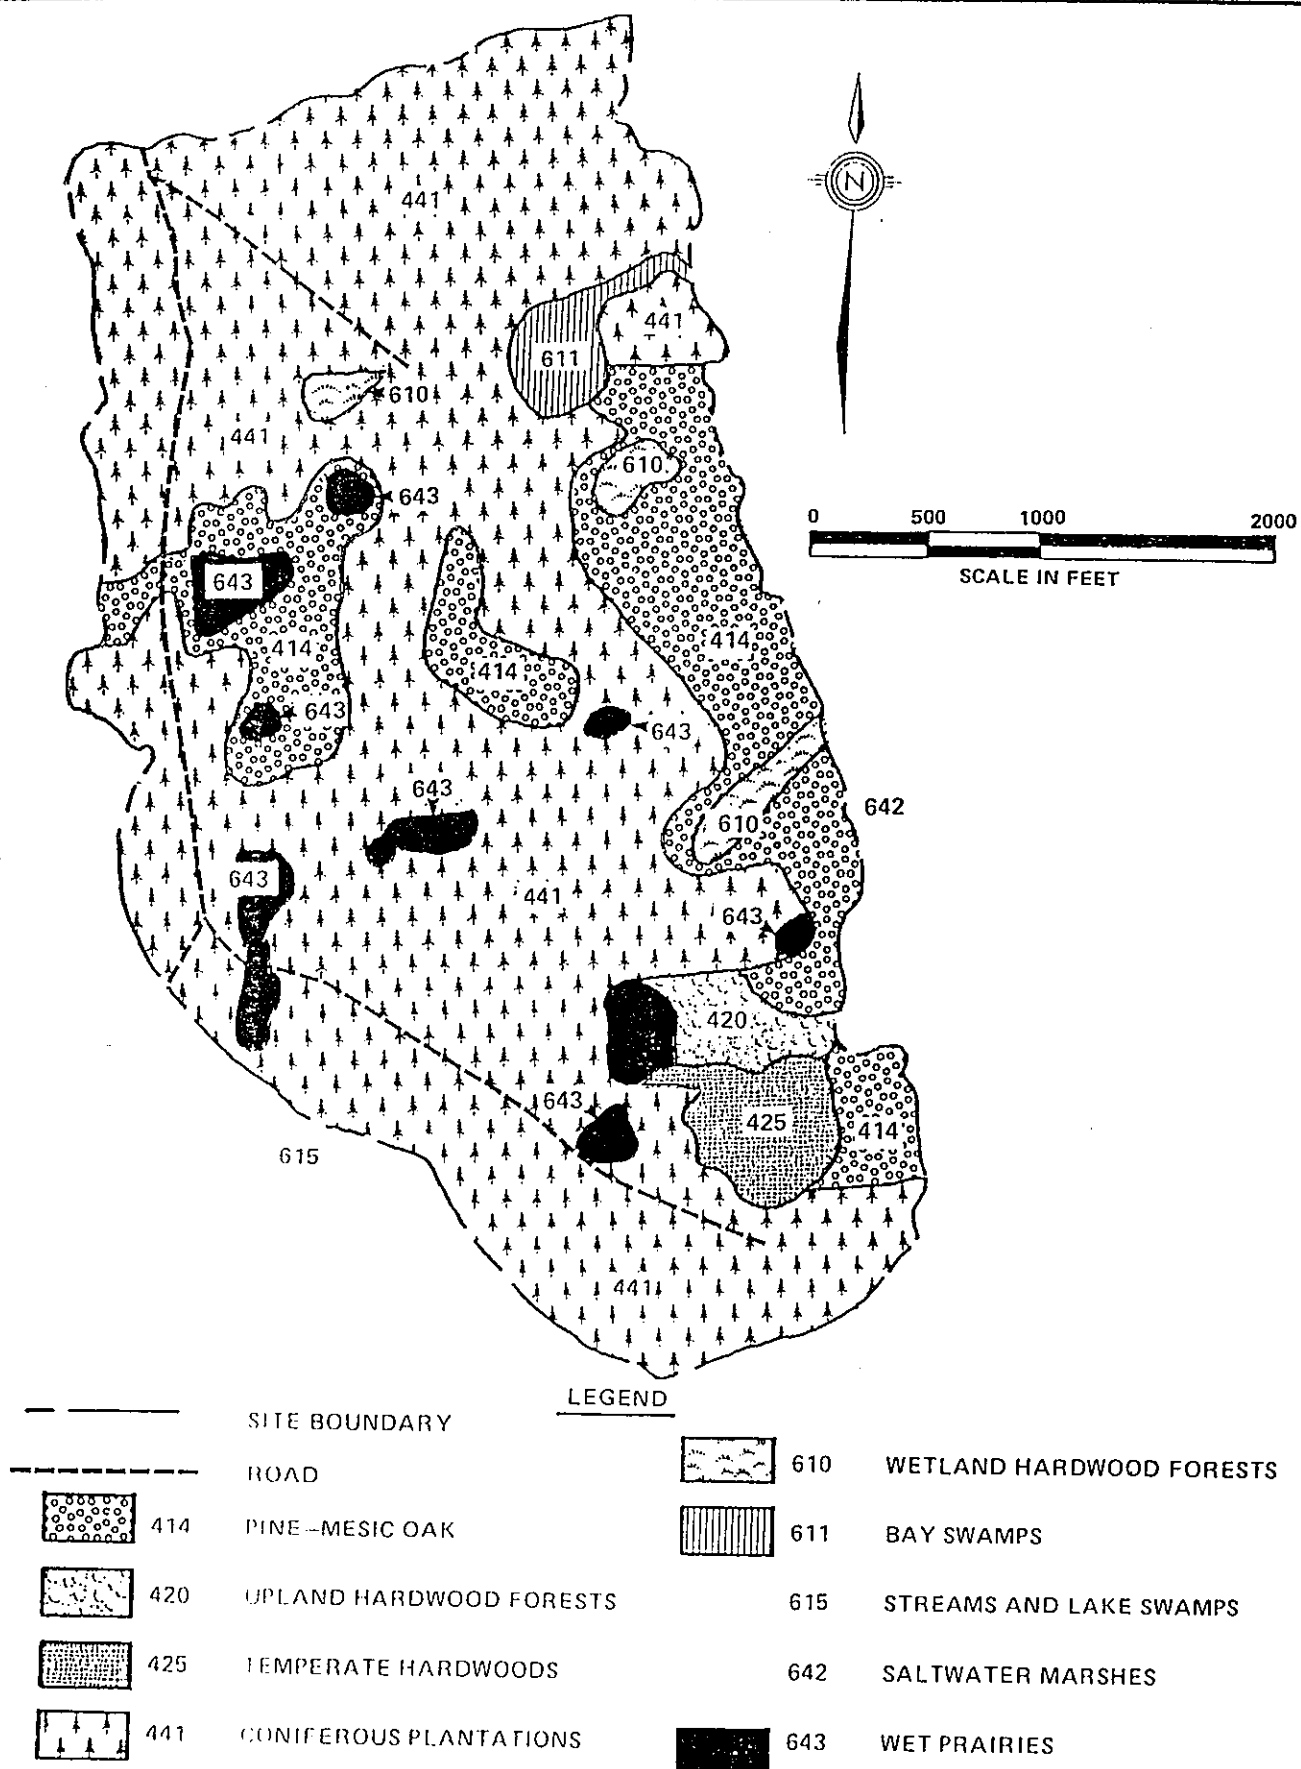 441
N
441
611
610
441
610
643
0 500 1000 2000
SCALE IN FEET
643
414
414
414
643
643
643
642
610
643
441
643
420
643
425
414
615
441
LEGEND
SITE BOUNDARY
ROAD
414 PINE-MESIC OAK
420 UPLAND HARDWOOD FORESTS
425 TEMPERATE HARDWOODS
441 CONIFEROUS PLANTATIONS
610 WETLAND HARDWOOD FORESTS
611 BAY SWAMPS
615 STREAMS AND LAKE SWAMPS
642 SALTWATER MARSHES
643 WET PRAIRIES